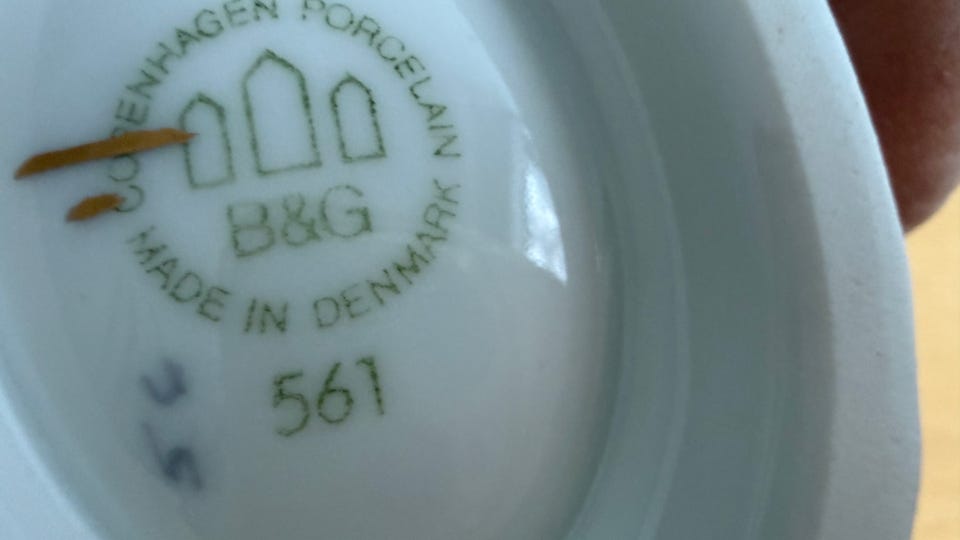 COPENHAGEN PORCELAIN
B&G
MADE IN DENMARK
561